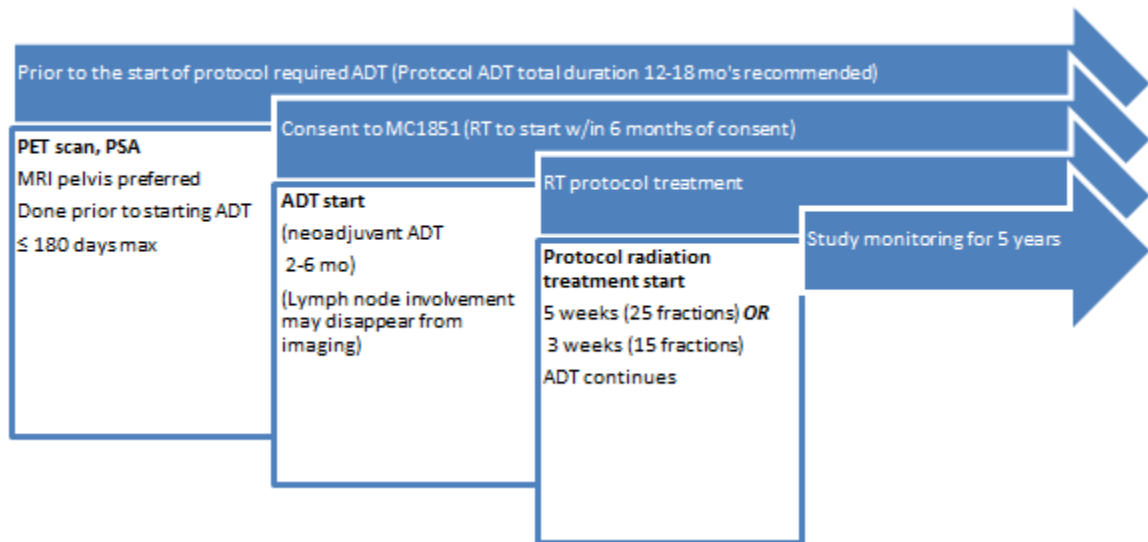 Prior to the start of protocol required ADT (Protocol ADT total duration 12-18 mo's recommended)
PET scan, PSA
MRI pelvis preferred
Done prior to starting ADT
≤ 180 days max
Consent to MC1851 (RT to start w/in 6 months of consent)
ADT start
(neoadjuvant ADT
2-6 mo)
(Lymph node involvement
may disappear from
imaging)
RT protocol treatment
Protocol radiation
treatment start
5 weeks (25 fractions) OR
3 weeks (15 fractions)
ADT continues
Study monitoring for 5 years